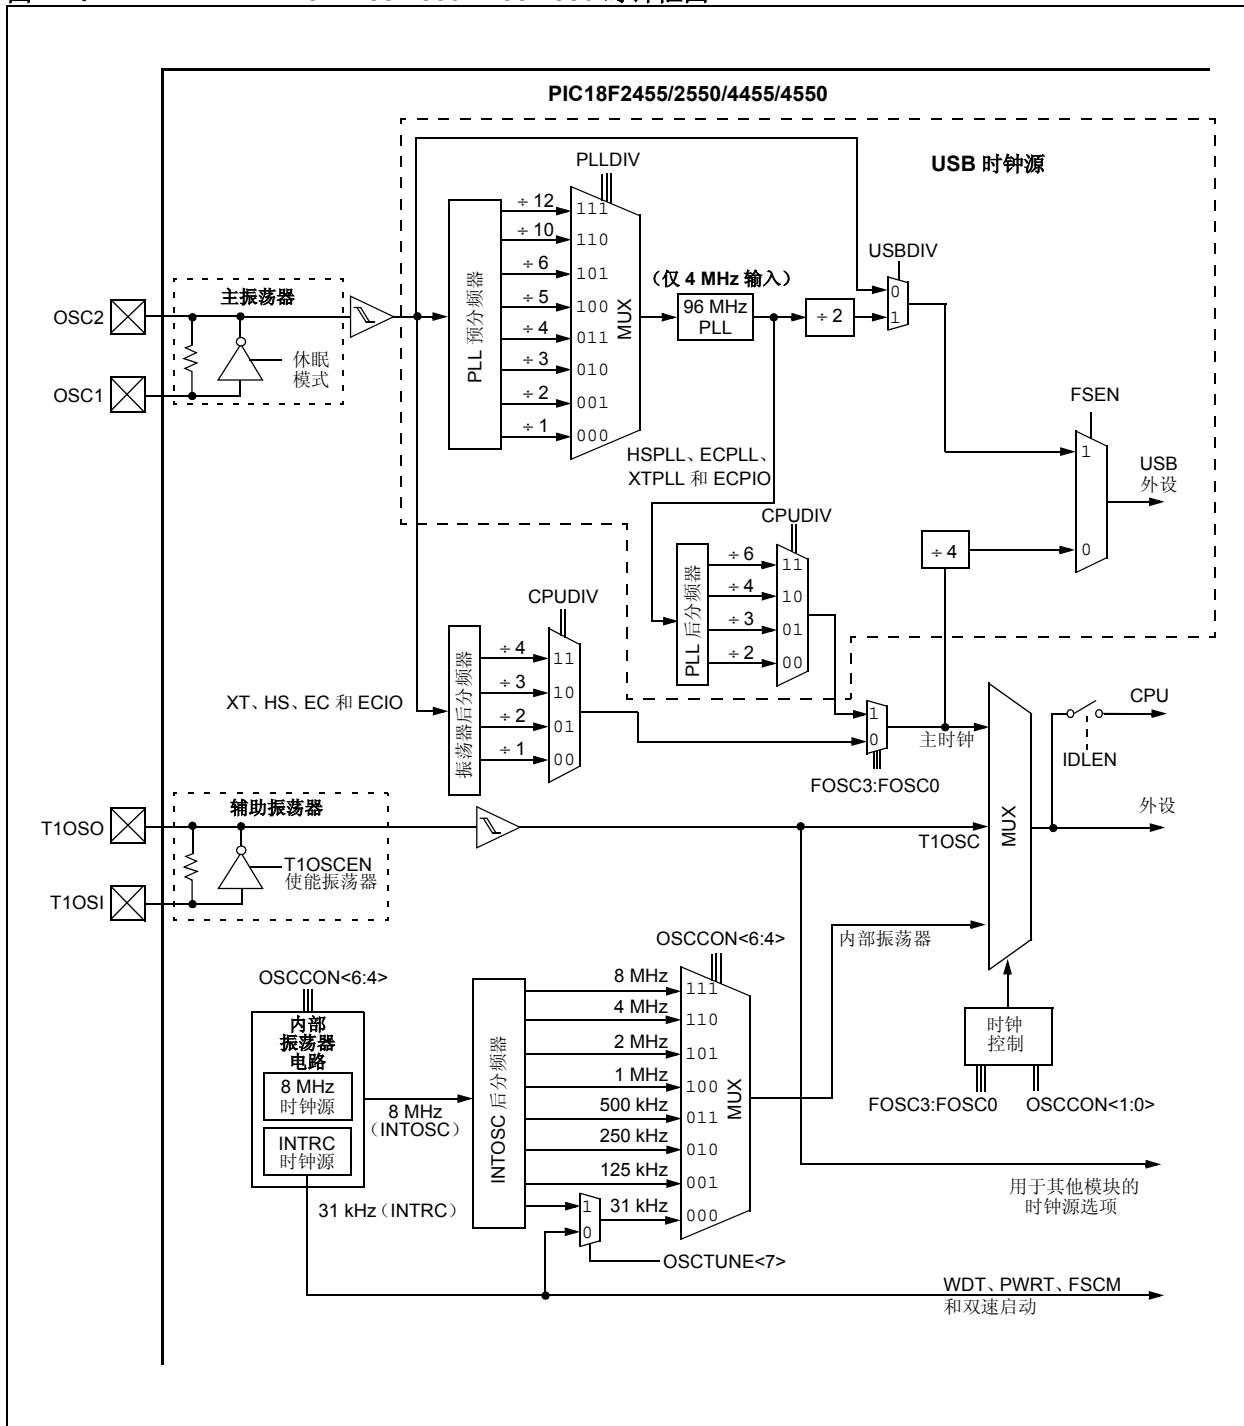 PIC18F2455/2550/4455/4550
USB 时钟源
PLLDIV
÷ 12
111
÷ 10
110
÷ 6
101
÷ 5
100
÷ 4
011
÷ 3
010
÷ 2
001
÷ 1
000
PLL 预分频器
MUX
（仅 4 MHz 输入）
96 MHz
PLL
÷ 2
USBDIV
0
1
主振荡器
OSC2
OSC1
休眠
模式
FSEN
1
0
USB
外设
HSPLL、ECPLL、
XTPLL 和 ECPIO
CPUDIV
÷ 6
11
÷ 4
10
÷ 3
01
÷ 2
00
PLL 后分频器
÷ 4
CPUDIV
÷ 4
11
÷ 3
10
÷ 2
01
÷ 1
00
振荡器后分频器
XT、HS、EC 和 ECIO
1
0
主时钟
FOSC3:FOSC0
CPU
IDLEN
外设
MUX
辅助振荡器
T1OSO
T1OSI
T1OSCEN
使能振荡器
T1OSC
内部振荡器
OSCCON<6:4>
OSCCON<6:4>
内部
振荡器
电路
8 MHz
时钟源
INTRC
时钟源
8 MHz
（INTOSC）
31 kHz（INTRC）
INTOSC 后分频器
8 MHz
111
4 MHz
110
2 MHz
101
1 MHz
100
500 kHz
011
250 kHz
010
125 kHz
001
1
0
31 kHz
000
MUX
OSCTUNE<7>
时钟
控制
FOSC3:FOSC0
OSCCON<1:0>
用于其他模块的
时钟源选项
WDT、PWRT、FSCM
和双速启动